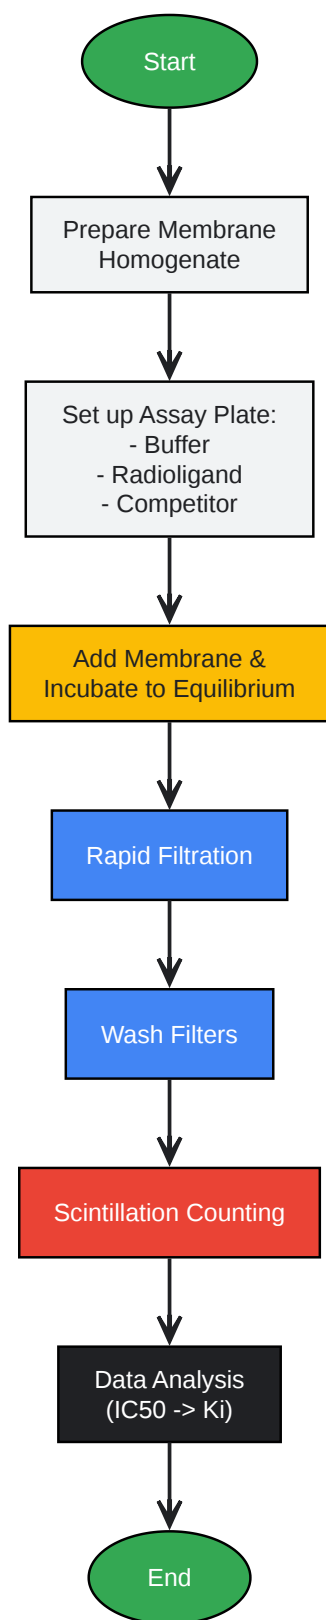 Start
Prepare Membrane
Homogenate
Set up Assay Plate:
- Buffer
- Radioligand
- Competitor
Add Membrane &
Incubate to Equilibrium
Rapid Filtration
Wash Filters
Scintillation Counting
Data Analysis
(IC50 -> Ki)
End